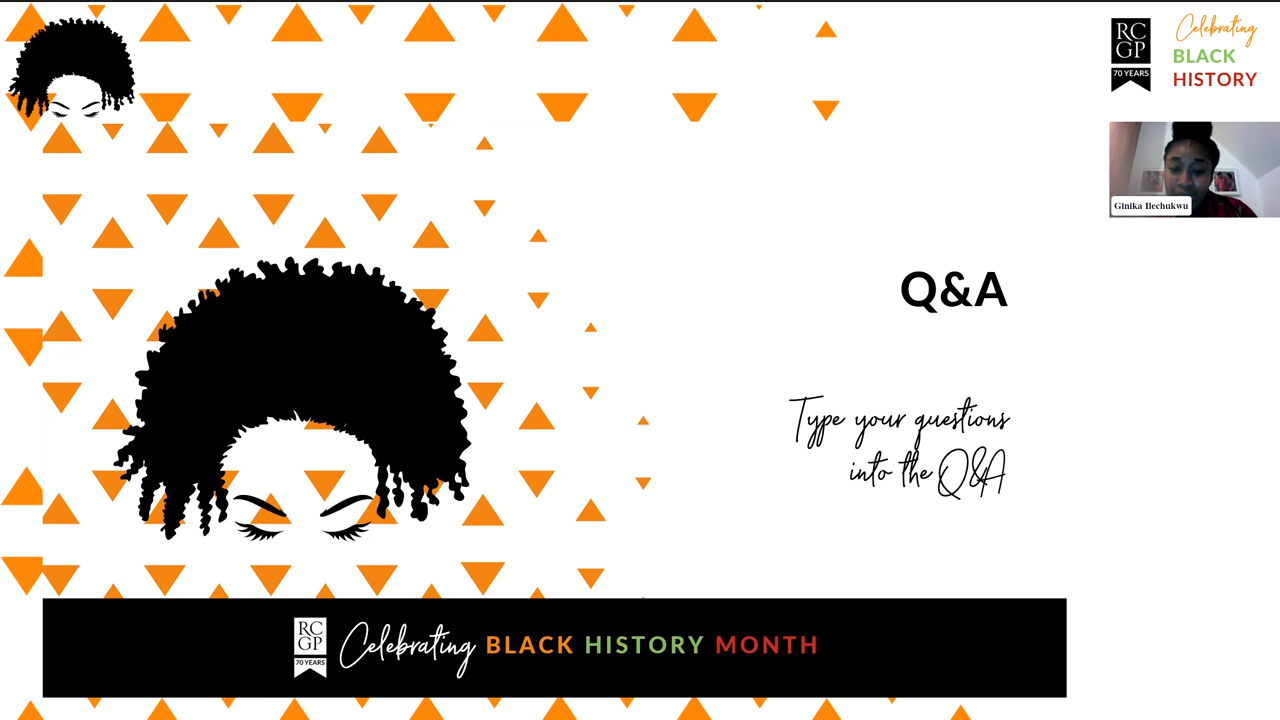 RC
GP
70 YEARS
Celebrating
BLACK
HISTORY
Ginika Ilechukwu
Q&A
Type your questions
into the Q&A
RC
GP
70 YEARS
Celebrating BLACK HISTORY MONTH